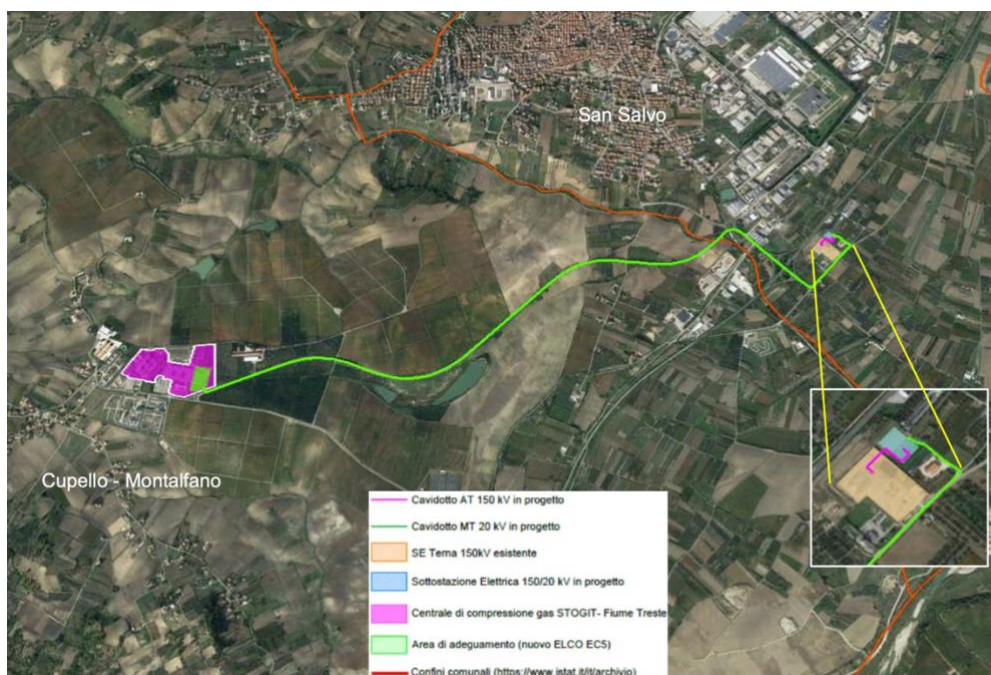 San Salvo
Cupello - Montalfano
Cavidotto AT 150 kV in progetto
Cavidotto MT 20 kV in progetto
SE Terna 150kV esistente
Sottostazione Elettrica 150/20 kV in progetto
Centrale di compressione gas STOGIT- Fiume Treste
Area di adeguamento (nuovo ELCO EC5)
Confini comunali (https://www.istat.it/it/archivio)